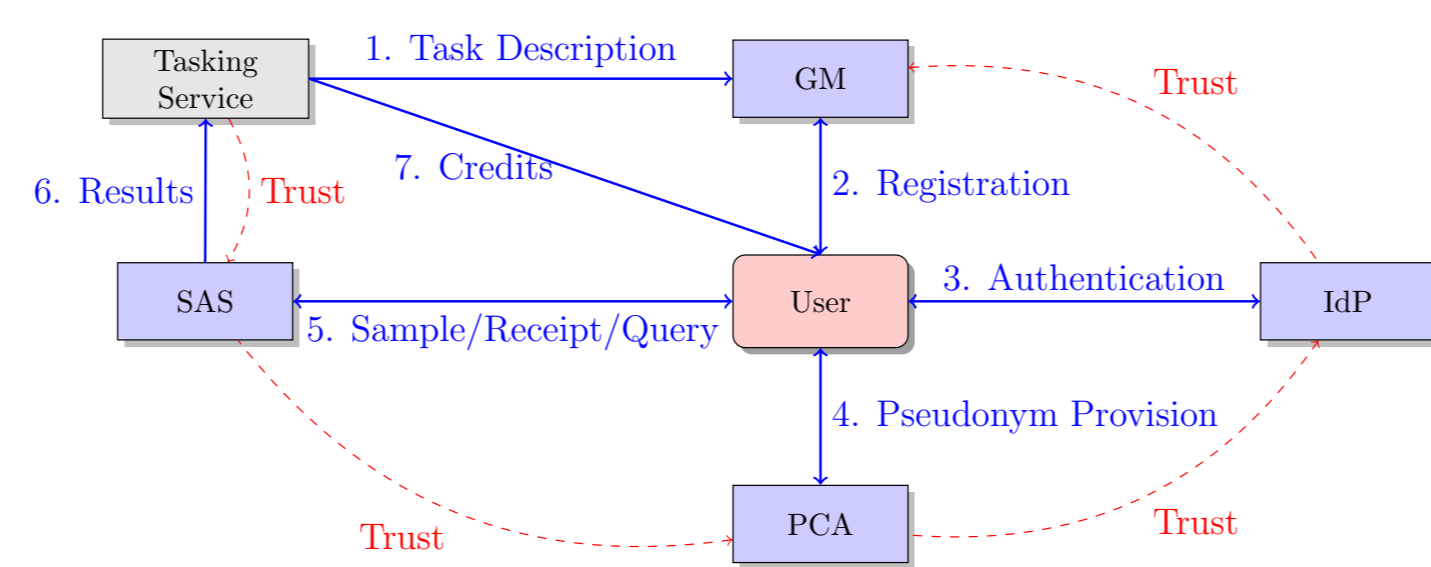 1. Task Description
Tasking
Service
GM
Trust
7. Credits
6. Results
Trust
2. Registration
3. Authentication
SAS
User
IdP
5. Sample/Receipt/Query
4. Pseudonym Provision
PCA
Trust
Trust